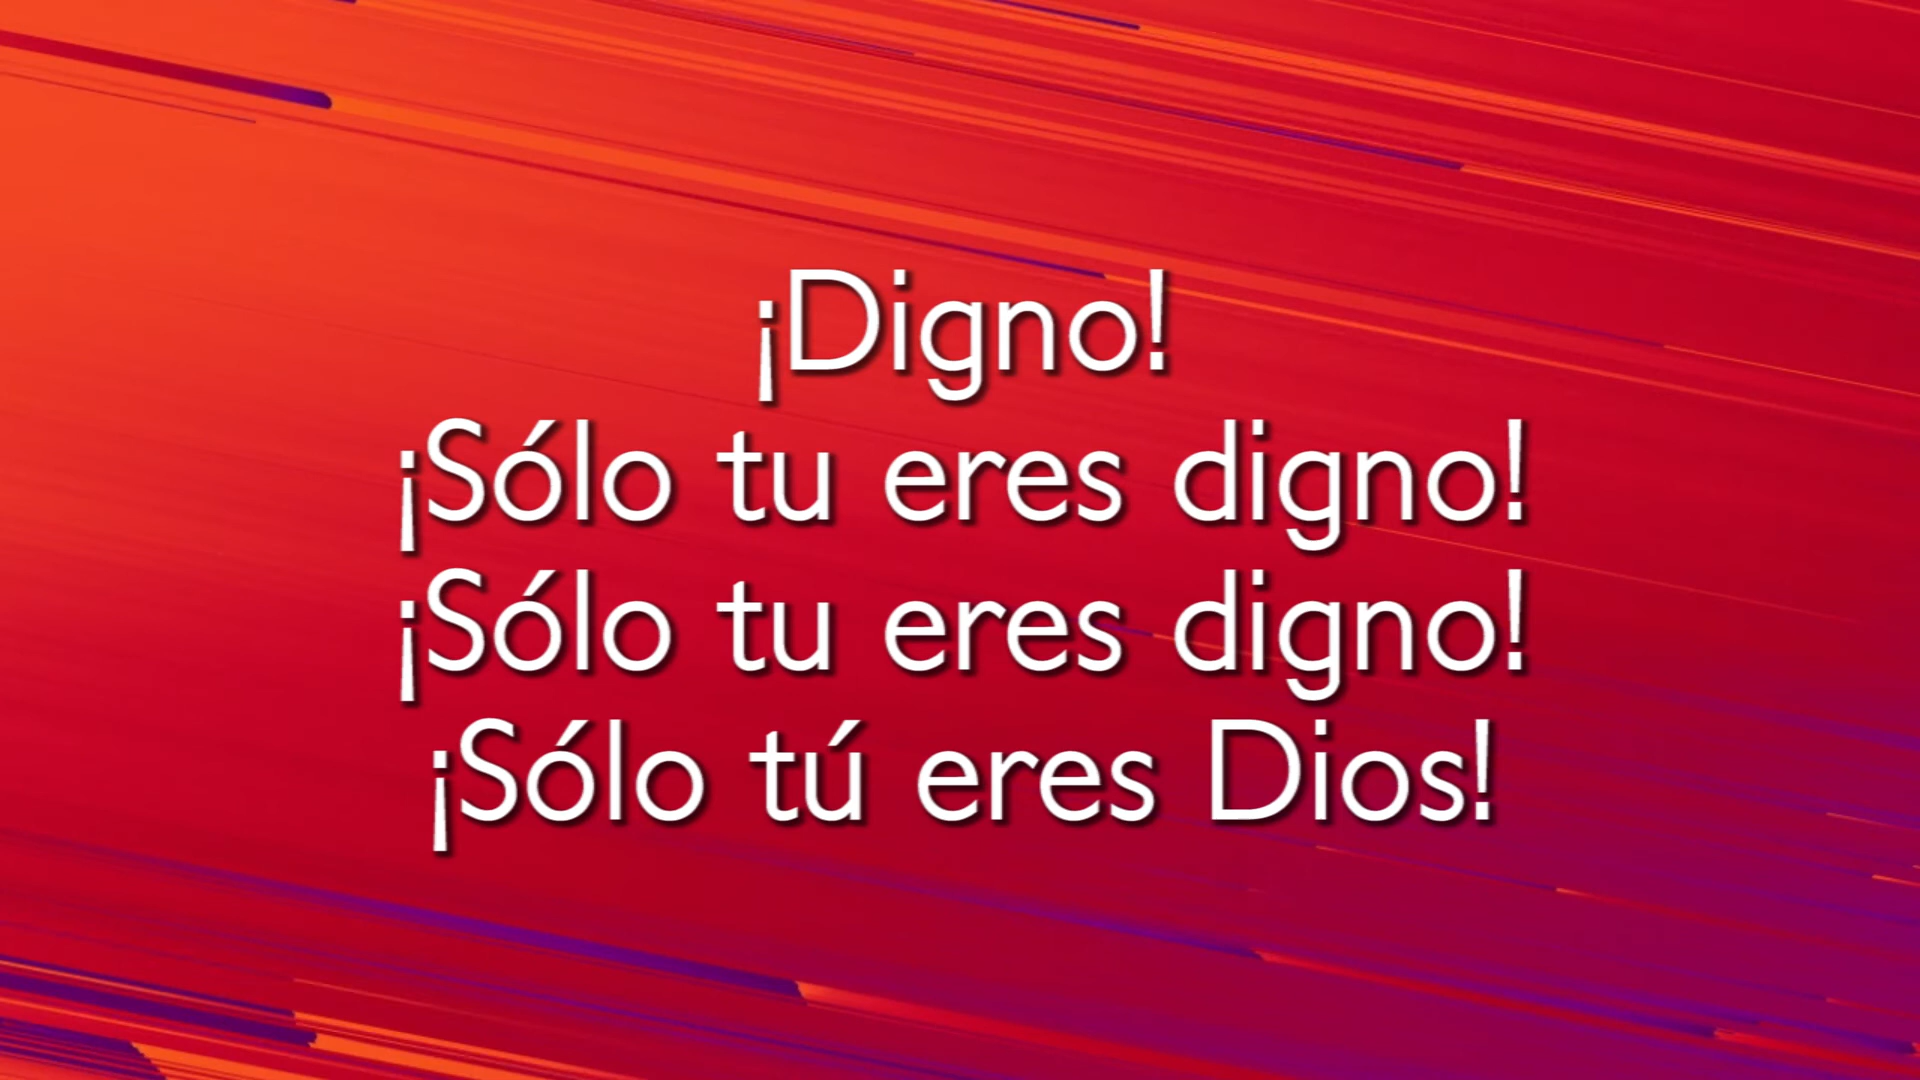 ¡Digno!
¡Sólo tu eres digno!
¡Sólo tu eres digno!
¡Sólo tú eres Dios!